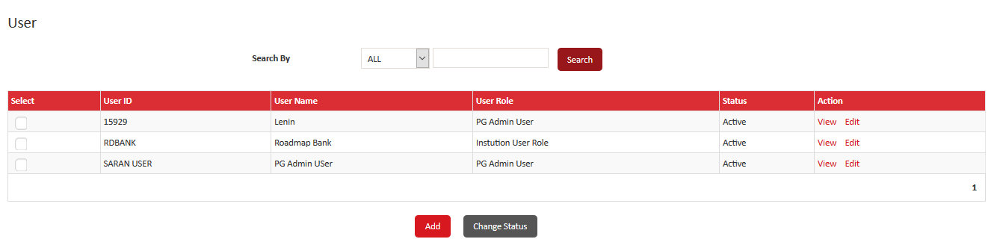 User
Search By ALL Search
Select User ID User Name User Role Status Action
15929 Lenin PG Admin User Active View Edit
RDBANK Roadmap Bank Instution User Role Active View Edit
SARAN USER PG Admin USer PG Admin User Active View Edit
1
Add Change Status